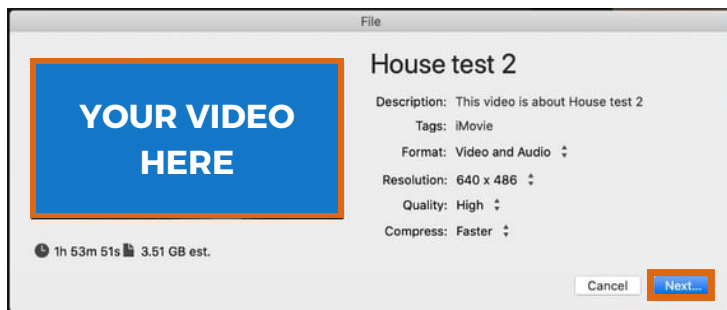 File
YOUR VIDEO
HERE
House test 2
Description: This video is about House test 2
Tags: iMovie
Format: Video and Audio
Resolution: 640 x 486
Quality: High
Compress: Faster
1h 53m 51s 3.51 GB est.
Cancel Next...